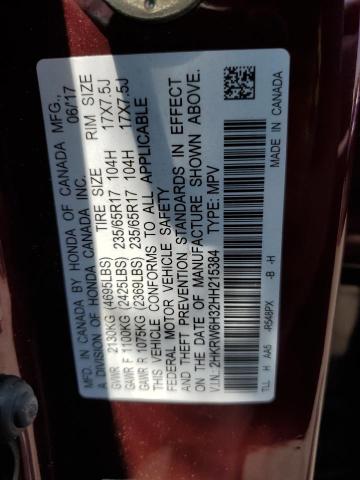 MADE IN CANADA BY HONDA OF CANADA MFG., 06/17
A DIVISION OF HONDA CANADA INC.
TIRE SIZE RIM SIZE
GVWR 2130KG (4695LBS)
GAWR F 1100KG (2425LBS) 235/65R17 104H 17X7.5J
GAWR R 1075KG (2369LBS) 235/65R17 104H 17X7.5J
THIS VEHICLE CONFORMS TO ALL APPLICABLE
FEDERAL MOTOR VEHICLE SAFETY
AND THEFT PREVENTION STANDARDS IN EFFECT
ON THE DATE OF MANUFACTURE SHOWN ABOVE.
V.I.N.: 2HKRW6H32HH215384 TYPE: MPV
TLL H AA5 -R548PX -B -H
MADE IN CANADA